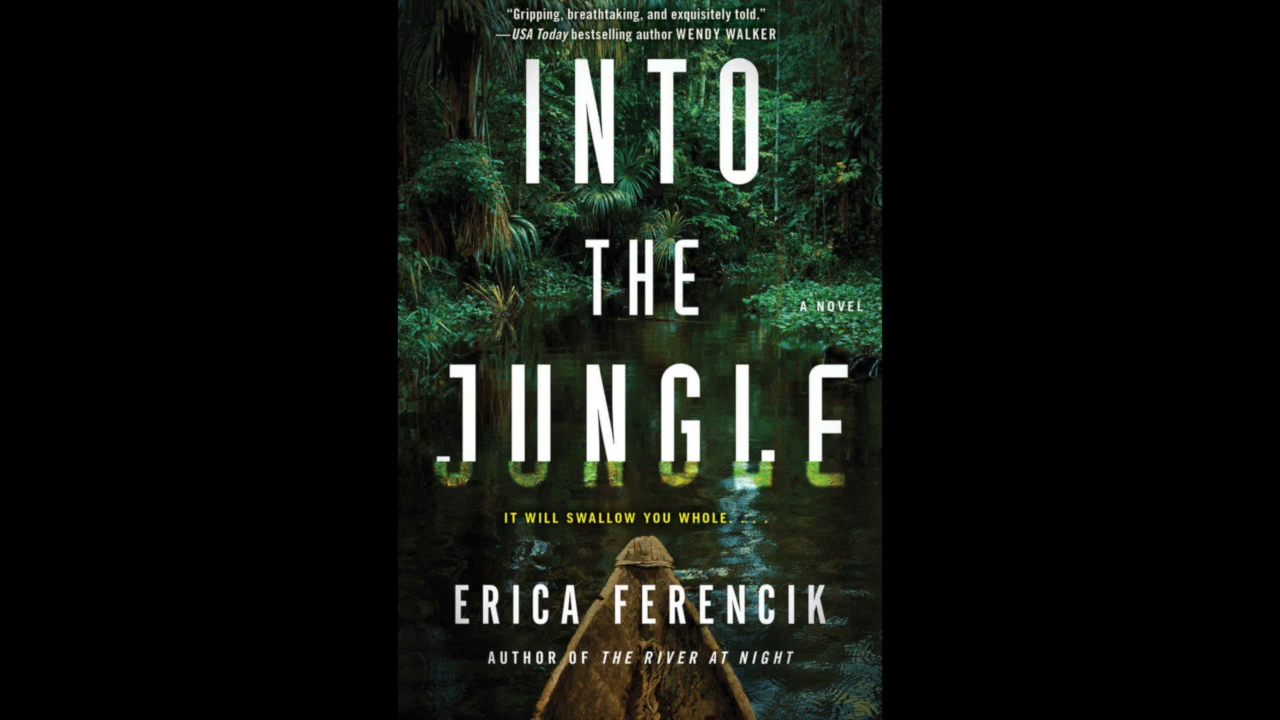 “Gripping, breathtaking, and exquisitely told.”
—USA Today bestselling author WENDY WALKER
INTO
THE
A NOVEL
JUNGLE
IT WILL SWALLOW YOU WHOLE. . . .
ERICA FERENCIK
AUTHOR OF THE RIVER AT NIGHT